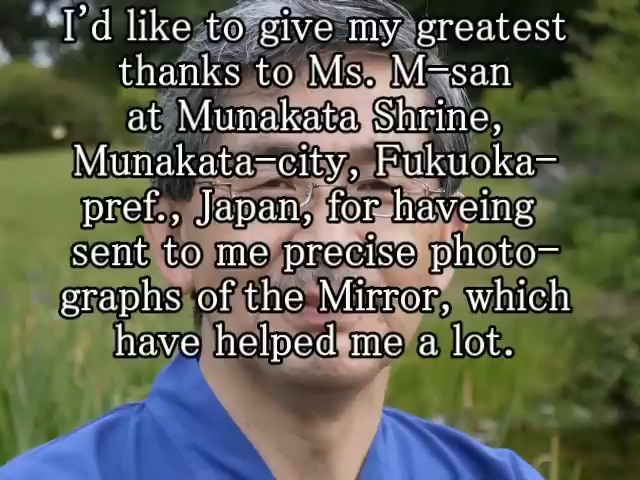 I'd like to give my greatest
thanks to Ms. M-san
at Munakata Shrine,
Munakata-city, Fukuoka-
pref., Japan, for haveing
sent to me precise photo-
graphs of the Mirror, which
have helped me a lot.